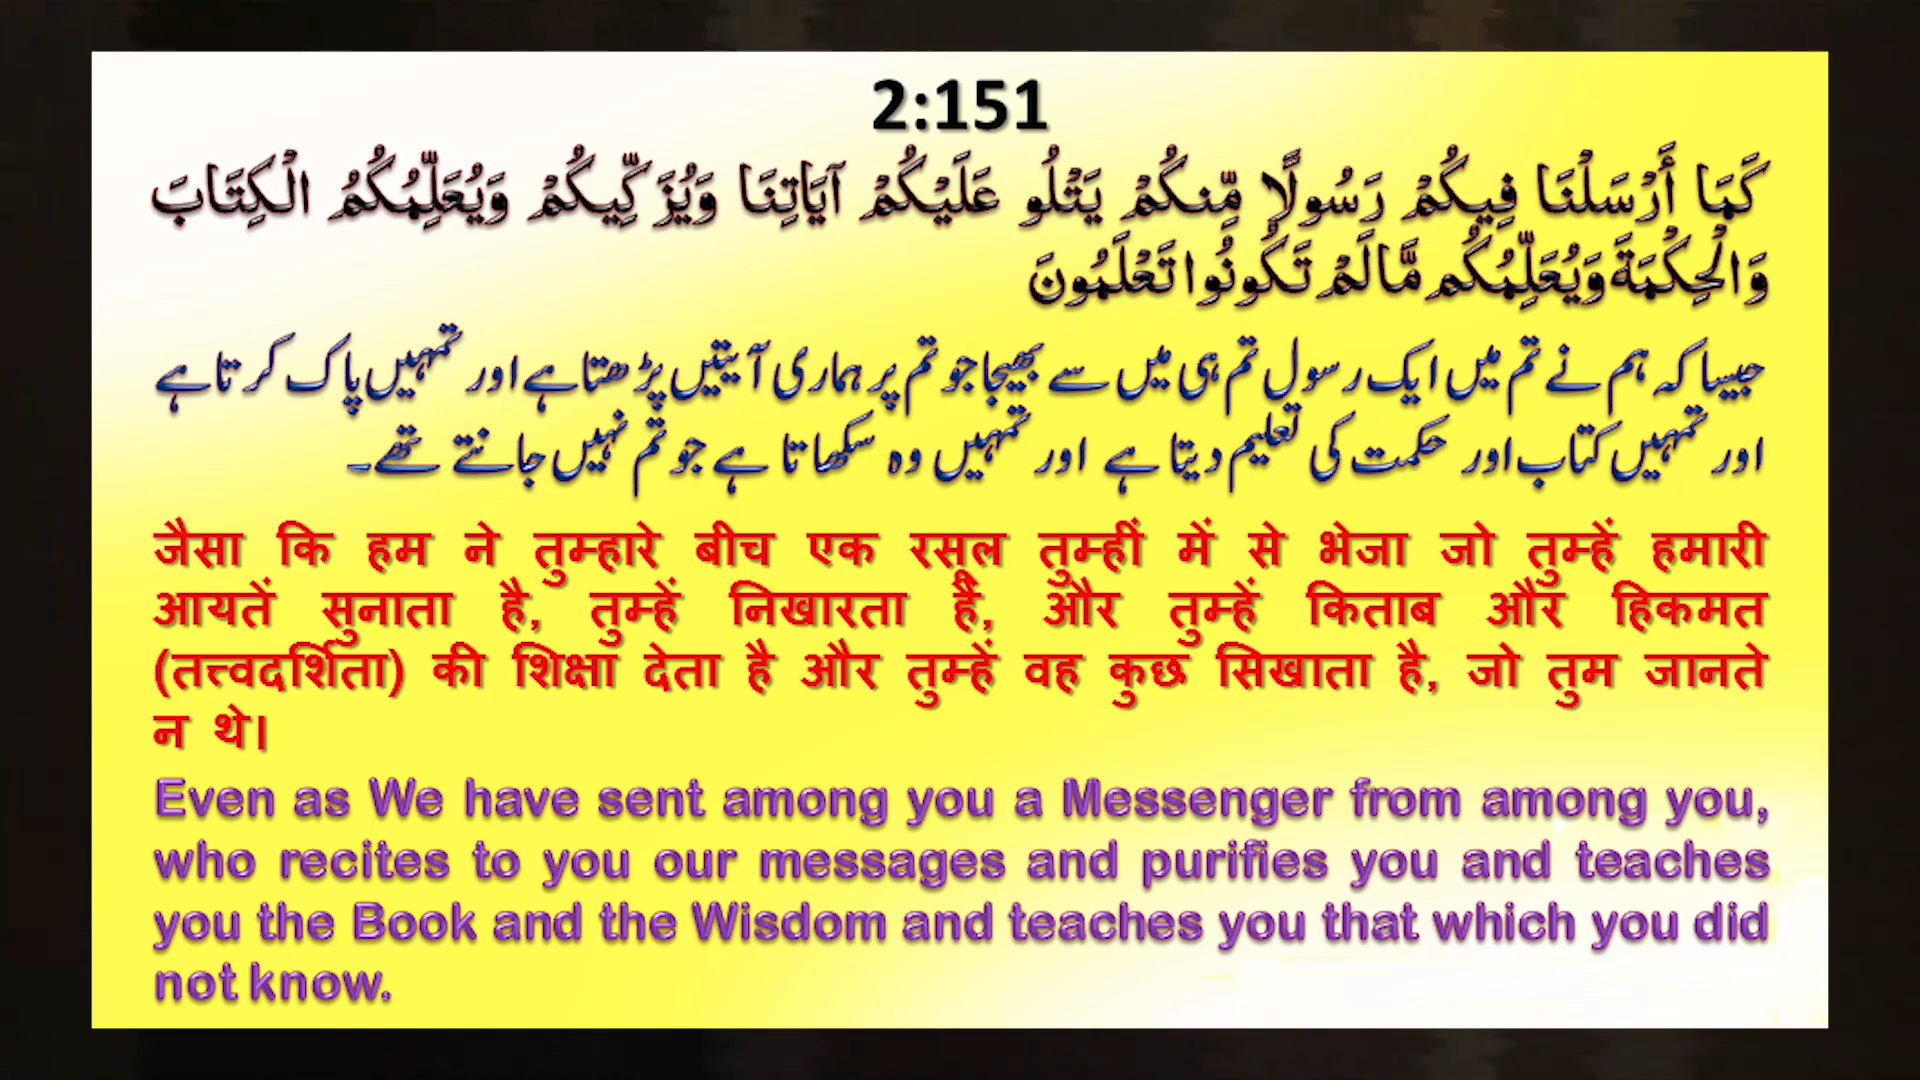 2:151
كَمَا أَرْسَلْنَا فِيكُمْ رَسُولًا مِّنكُمْ يَتْلُو عَلَيْكُمْ آيَاتِنَا وَيُزَكِّيكُمْ وَيُعَلِّمُكُمُ الْكِتَابَ
وَالْحِكْمَةَ وَيُعَلِّمُكُم مَّا لَمْ تَكُونُوا تَعْلَمُونَ
جیسا کہ ہم نے تم میں ایک رسول تم ہی میں سے بھیجا جو تم پر ہماری آیتیں پڑھتا ہے اور تمہیں پاک کرتا ہے
اور تمہیں کتاب اور حکمت کی تعلیم دیتا ہے اور تمہیں وہ سکھاتا ہے جو تم نہیں جانتے تھے۔
जैसा कि हम ने तुम्हारे बीच एक रसूल तुम्हीं में से भेजा जो तुम्हें हमारी
आयतें सुनाता है, तुम्हें निखारता है, और तुम्हें किताब और हिकमत
(तत्त्वदर्शिता) की शिक्षा देता है और तुम्हें वह कुछ सिखाता है, जो तुम जानते
न थे।
Even as We have sent among you a Messenger from among you,
who recites to you our messages and purifies you and teaches
you the Book and the Wisdom and teaches you that which you did
not know.